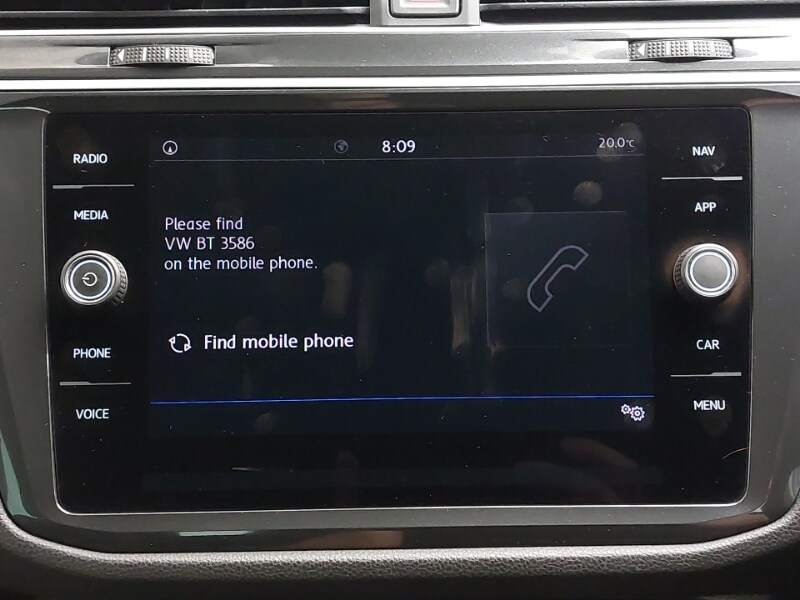 RADIO
MEDIA
PHONE
VOICE
8:09
20.0°C
Please find
VW BT 3586
on the mobile phone.
Find mobile phone
NAV
APP
CAR
MENU